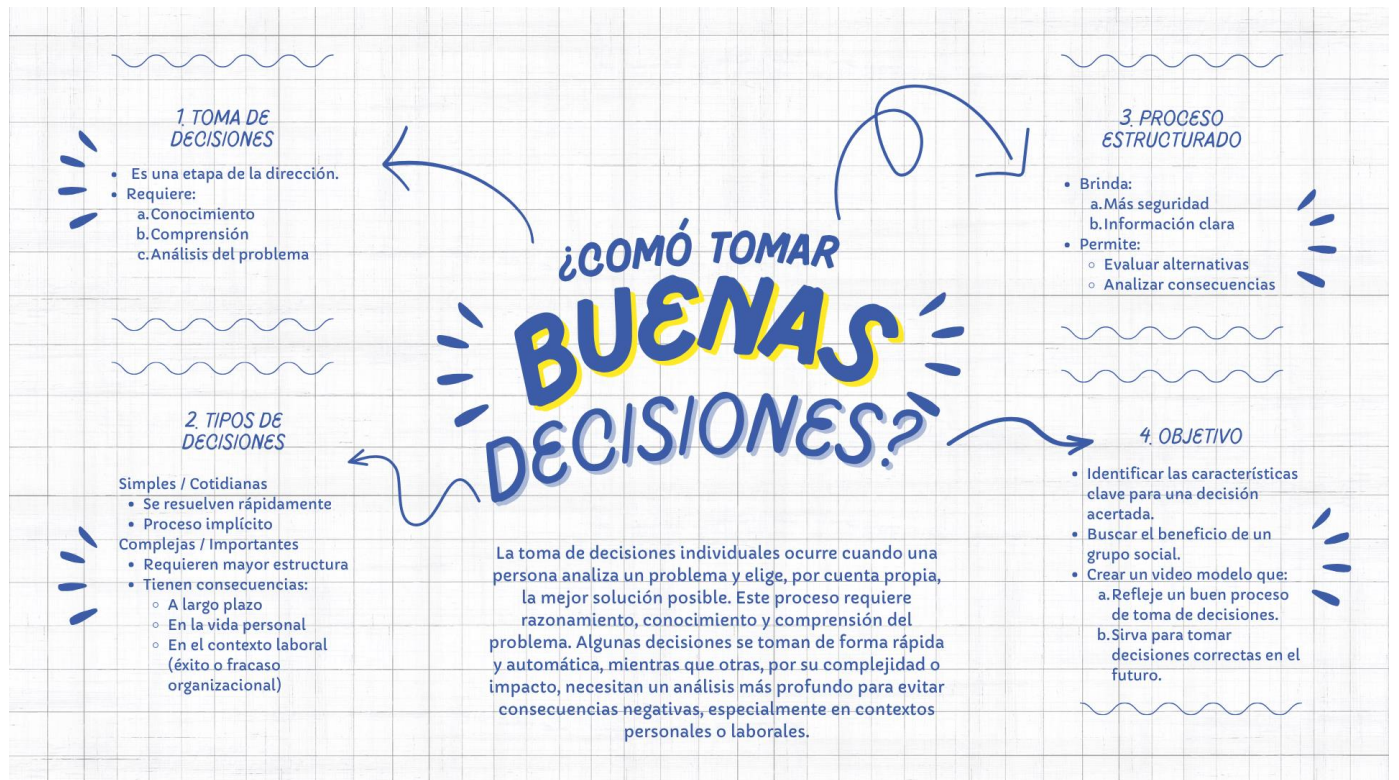 ¿COMÓ TOMAR
BUENAS
DECISIONES?
1. TOMA DE
DECISIONES
• Es una etapa de la dirección.
• Requiere:
a. Conocimiento
b. Comprensión
c. Análisis del problema
2. TIPOS DE
DECISIONES
Simples / Cotidianas
• Se resuelven rápidamente
• Proceso implícito
Complejas / Importantes
• Requieren mayor estructura
• Tienen consecuencias:
○ A largo plazo
○ En la vida personal
○ En el contexto laboral
(éxito o fracaso
organizacional)
3. PROCESO
ESTRUCTURADO
• Brinda:
a. Más seguridad
b. Información clara
• Permite:
○ Evaluar alternativas
○ Analizar consecuencias
4. OBJETIVO
• Identificar las características
clave para una decisión
acertada.
• Buscar el beneficio de un
grupo social.
• Crear un video modelo que:
a. Refleje un buen proceso
de toma de decisiones.
b. Sirva para tomar
decisiones correctas en el
futuro.
La toma de decisiones individuales ocurre cuando una
persona analiza un problema y elige, por cuenta propia,
la mejor solución posible. Este proceso requiere
razonamiento, conocimiento y comprensión del
problema. Algunas decisiones se toman de forma rápida
y automática, mientras que otras, por su complejidad o
impacto, necesitan un análisis más profundo para evitar
consecuencias negativas, especialmente en contextos
personales o laborales.